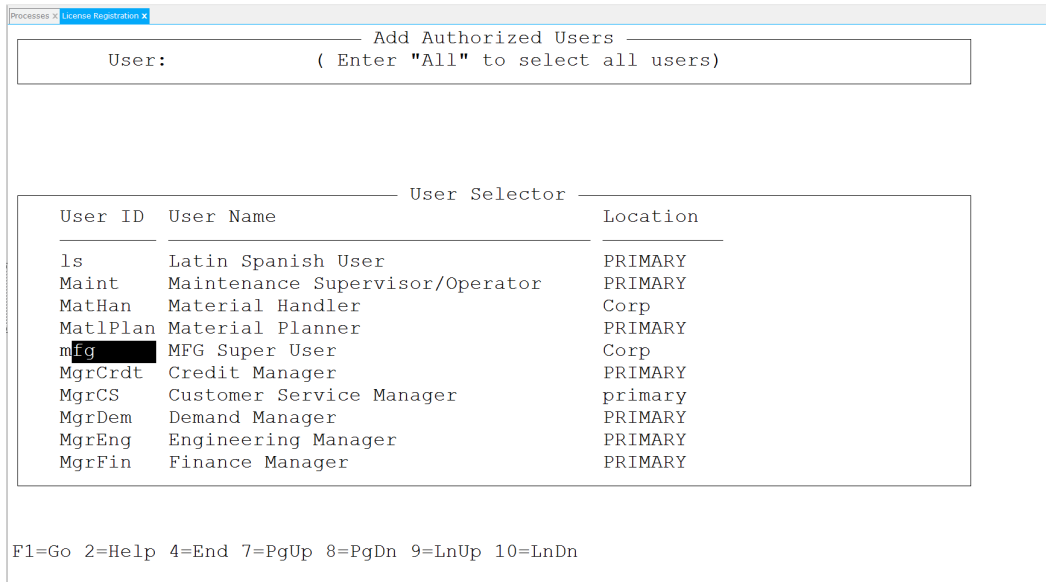 Processes x License Registration x
Add Authorized Users
User: ( Enter "All" to select all users)
User Selector
User ID User Name Location
ls Latin Spanish User PRIMARY
Maint Maintenance Supervisor/Operator PRIMARY
MatHan Material Handler Corp
MatlPlan Material Planner PRIMARY
mfg MFG Super User Corp
MgrCrdt Credit Manager PRIMARY
MgrCS Customer Service Manager primary
MgrDem Demand Manager PRIMARY
MgrEng Engineering Manager PRIMARY
MgrFin Finance Manager PRIMARY
F1=Go 2=Help 4=End 7=PgUp 8=PgDn 9=LnUp 10=LnDn